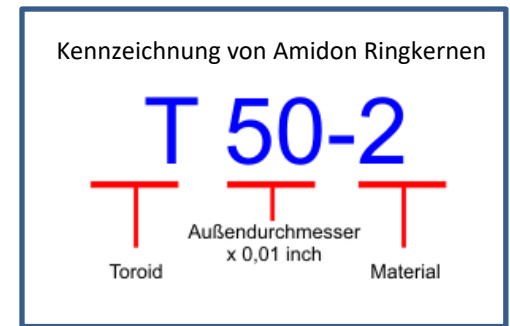 Kennzeichnung von Amidon Ringkernen
T 50-2
Außendurchmesser
x 0,01 inch
Toroid
Material